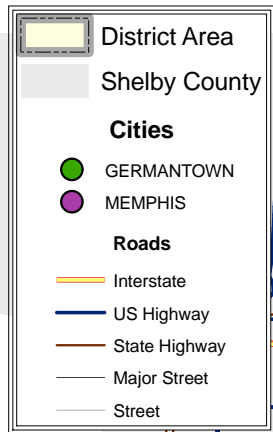 District Area
Shelby County
Cities
GERMANTOWN
MEMPHIS
Roads
Interstate
US Highway
State Highway
Major Street
Street